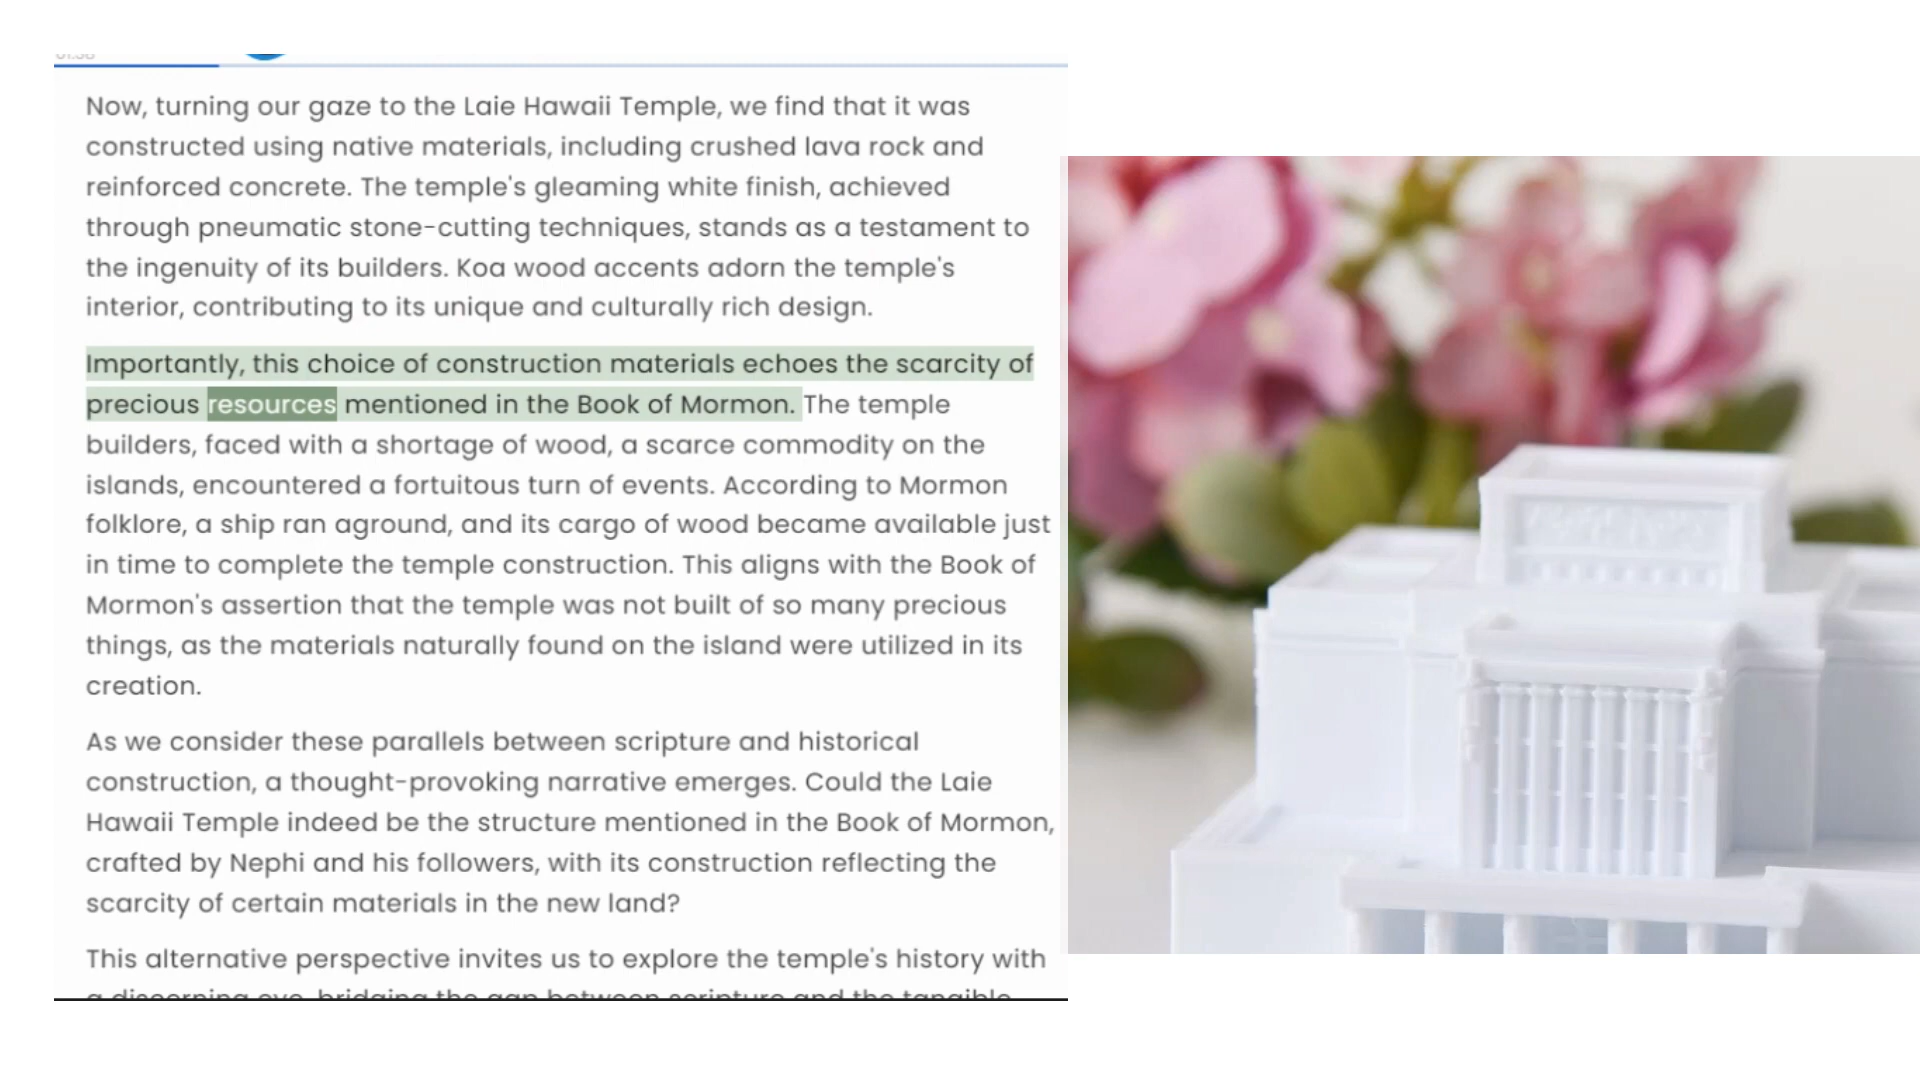 Now, turning our gaze to the Laie Hawaii Temple, we find that it was
constructed using native materials, including crushed lava rock and
reinforced concrete. The temple's gleaming white finish, achieved
through pneumatic stone-cutting techniques, stands as a testament to
the ingenuity of its builders. Koa wood accents adorn the temple's
interior, contributing to its unique and culturally rich design.
Importantly, this choice of construction materials echoes the scarcity of
precious resources mentioned in the Book of Mormon. The temple
builders, faced with a shortage of wood, a scarce commodity on the
islands, encountered a fortuitous turn of events. According to Mormon
folklore, a ship ran aground, and its cargo of wood became available just
in time to complete the temple construction. This aligns with the Book of
Mormon's assertion that the temple was not built of so many precious
things, as the materials naturally found on the island were utilized in its
creation.
As we consider these parallels between scripture and historical
construction, a thought-provoking narrative emerges. Could the Laie
Hawaii Temple indeed be the structure mentioned in the Book of Mormon,
crafted by Nephi and his followers, with its construction reflecting the
scarcity of certain materials in the new land?
This alternative perspective invites us to explore the temple's history with
a discerning eye, bridging the gap between scripture and the tangible